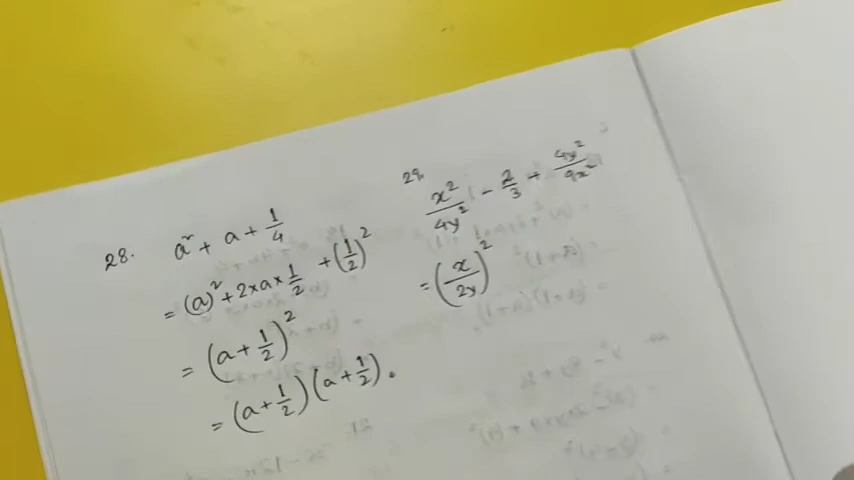 28. a² + a + 1/4
= (a)² + 2×a×1/2 + (1/2)²
= (a + 1/2)²
= (a + 1/2)(a + 1/2).
29. x²/4y² - 2/3 + 4y²/9x²
= (x/2y)²